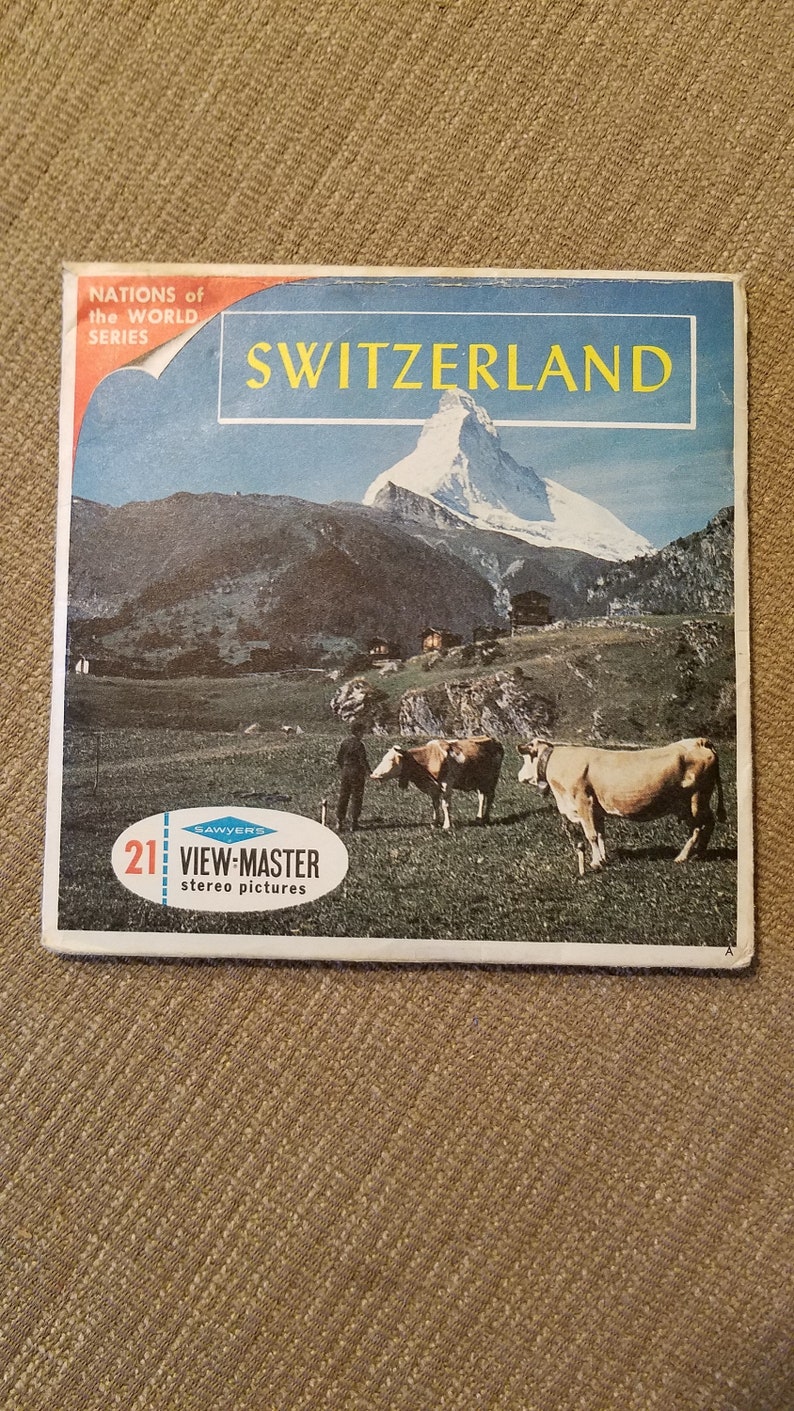 NATIONS of
the WORLD
SERIES
SWITZERLAND
21
SAWYER'S
VIEW-MASTER
stereo pictures
A